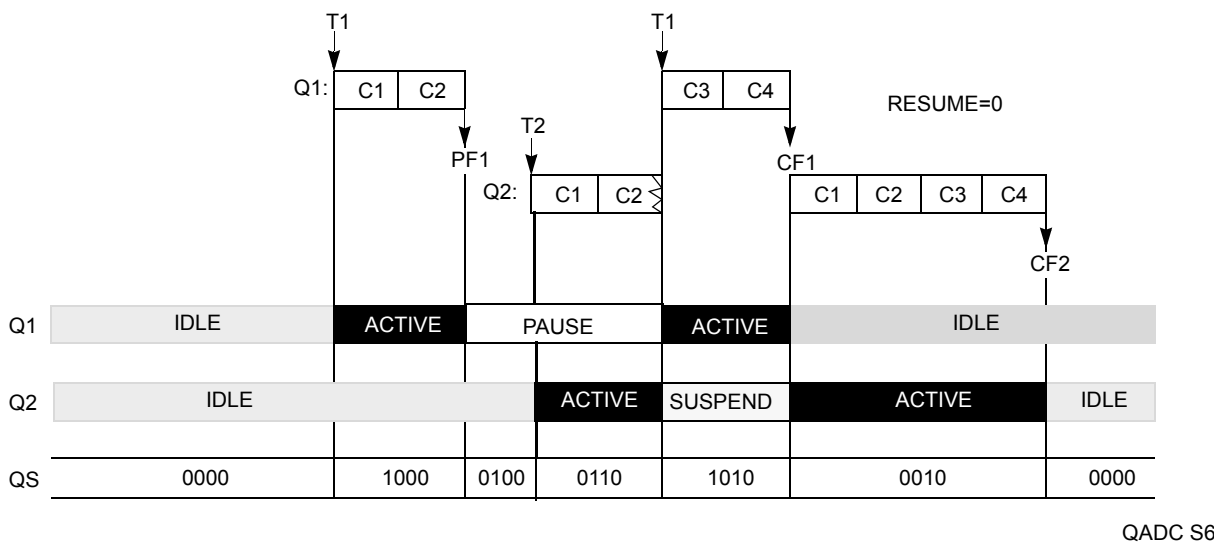 T1 T1
Q1: C1 C2 C3 C4 RESUME=0
T2
PF1 CF1
Q2: C1 C2 C1 C2 C3 C4
CF2
Q1 IDLE ACTIVE PAUSE ACTIVE IDLE
Q2 IDLE ACTIVE SUSPEND ACTIVE IDLE
QS 0000 1000 0100 0110 1010 0010 0000
QADC S6